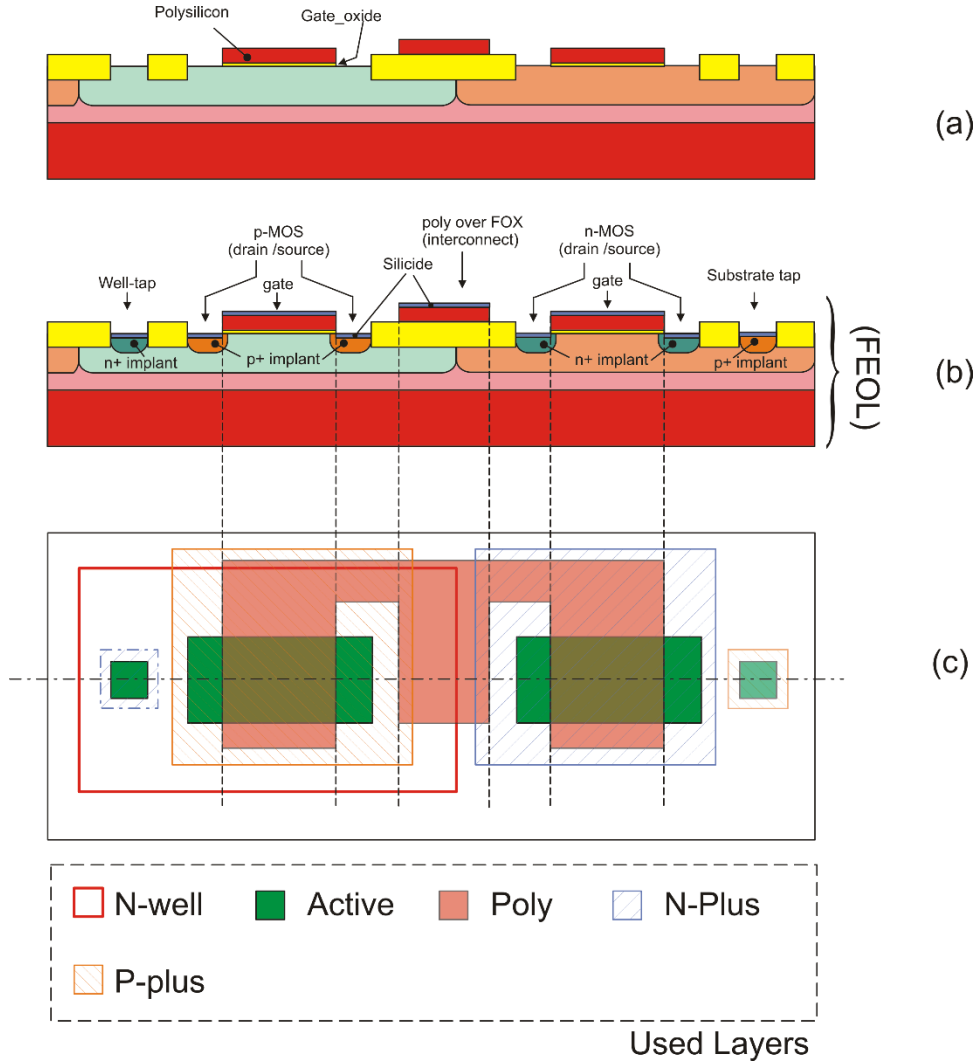 Polysilicon
Gate_oxide
(a)
p-MOS
(drain /source)
poly over FOX
(interconnect)
n-MOS
(drain /source)
Well-tap
gate
Silicide
gate
Substrate tap
n+ implant
p+ implant
n+ implant
p+ implant
(FEOL)
(b)
(c)
N-well
Active
Poly
N-Plus
P-plus
Used Layers